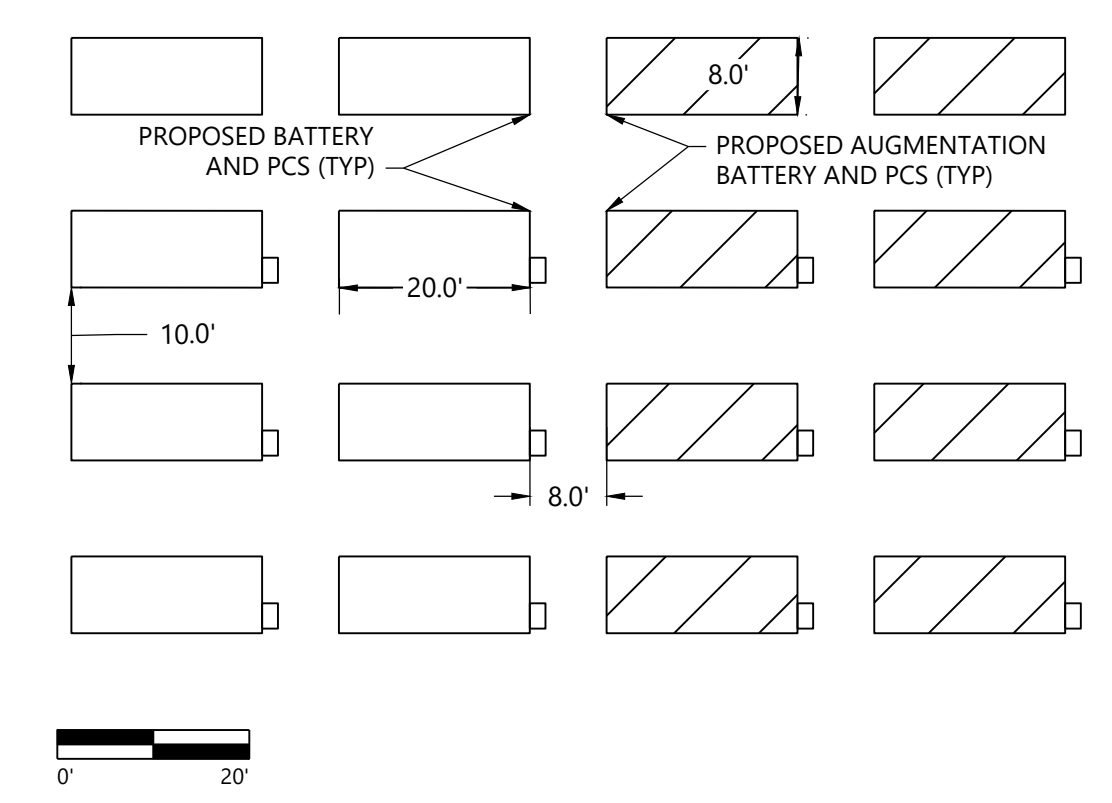 8.0'
PROPOSED BATTERY
AND PCS (TYP)
PROPOSED AUGMENTATION
BATTERY AND PCS (TYP)
20.0'
10.0'
8.0'
0' 20'